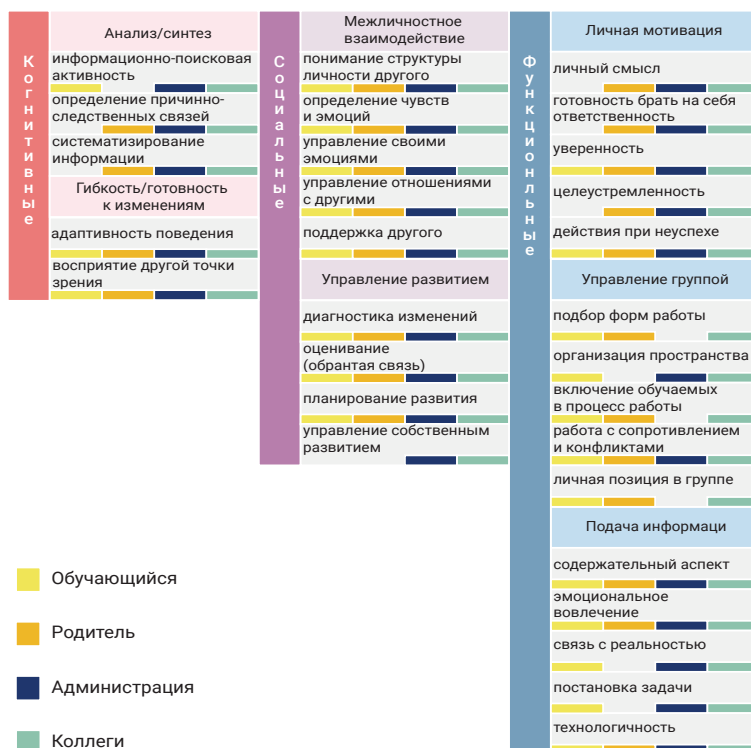 Когнитивные
Анализ/синтез
информационно-поисковая
активность
определение причинно-
следственных связей
систематизирование
информации
Гибкость/готовность
к изменениям
адаптивность поведения
восприятие другой точки
зрения
Социальные
Межличностное
взаимодействие
понимание структуры
личности другого
определение чувств
и эмоций
управление своими
эмоциями
управление отношениями
с другими
поддержка другого
Управление развитием
диагностика изменений
оценивание
(обрантая связь)
планирование развития
управление собственным
развитием
Функциональные
Личная мотивация
личный смысл
готовность брать на себя
ответственность
уверенность
целеустремленность
действия при неуспехе
Управление группой
подбор форм работы
организация пространства
включение обучаемых
в процесс работы
работа с сопротивлением
и конфликтами
личная позиция в группе
Подача информаци
содержательный аспект
эмоциональное
вовлечение
связь с реальностью
постановка задачи
технологичность
Обучающийся
Родитель
Администрация
Коллеги